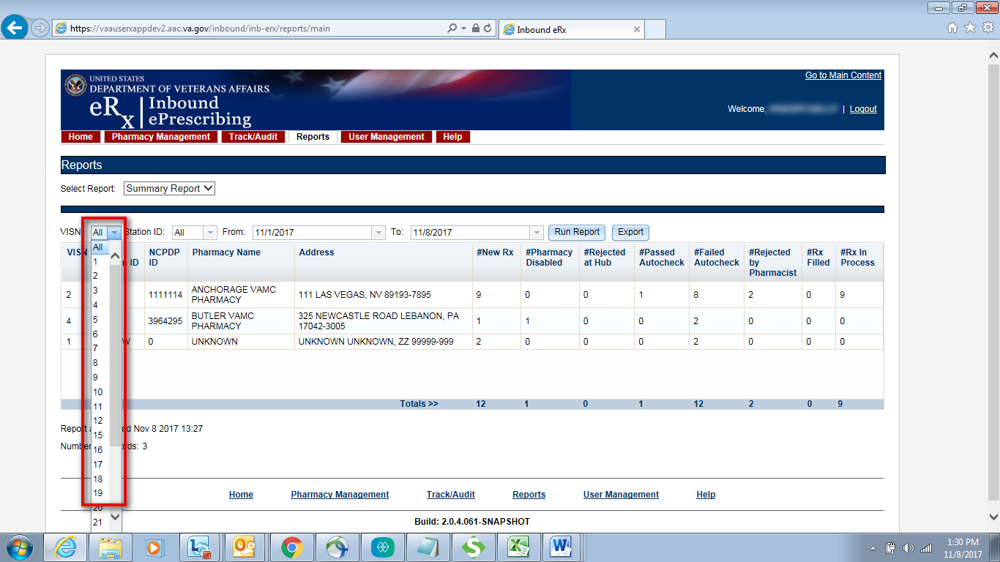 https://vaauserxappdev2.aac.va.gov/inbound/inb-erx/reports/main
Inbound eRx
Go to Main Content
UNITED STATES
DEPARTMENT OF VETERANS AFFAIRS
eRx Inbound
ePrescribing
Welcome, | Logout
Home Pharmacy Management Track/Audit Reports User Management Help
Reports
Select Report: Summary Report
VISN All Station ID: All From: 11/1/2017 To: 11/8/2017 Run Report Export
VISN ID NCPDP ID Pharmacy Name Address #New Rx #Pharmacy Disabled #Rejected at Hub #Passed Autocheck #Failed Autocheck #Rejected by Pharmacist #Rx Filled #Rx In Process
2 1111114 ANCHORAGE VAMC PHARMACY 111 LAS VEGAS, NV 89193-7895 9 0 0 1 8 2 0 9
4 3964295 BUTLER VAMC PHARMACY 325 NEWCASTLE ROAD LEBANON, PA 17042-3005 1 1 0 0 2 0 0 0
1 0 UNKNOWN UNKNOWN UNKNOWN, ZZ 99999-999 2 0 0 0 2 0 0 0
Totals >> 12 1 0 1 12 2 0 9
All
1
2
3
4
5
6
7
8
9
10
11
12
15
16
17
18
19
20
21
Report Nov 8 2017 13:27
3
Home Pharmacy Management Track/Audit Reports User Management Help
Build: 2.0.4.061-SNAPSHOT
1:30 PM
11/8/2017